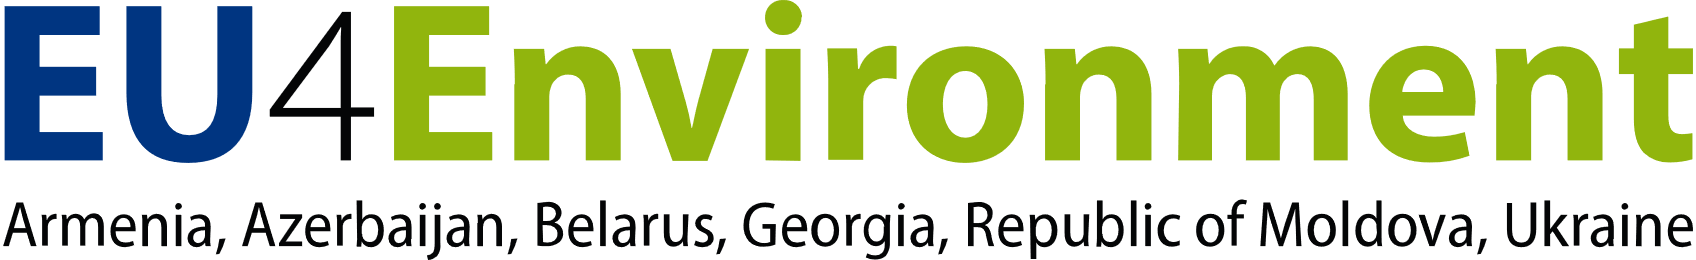 EU4Environment
Armenia, Azerbaijan, Belarus, Georgia, Republic of Moldova, Ukraine